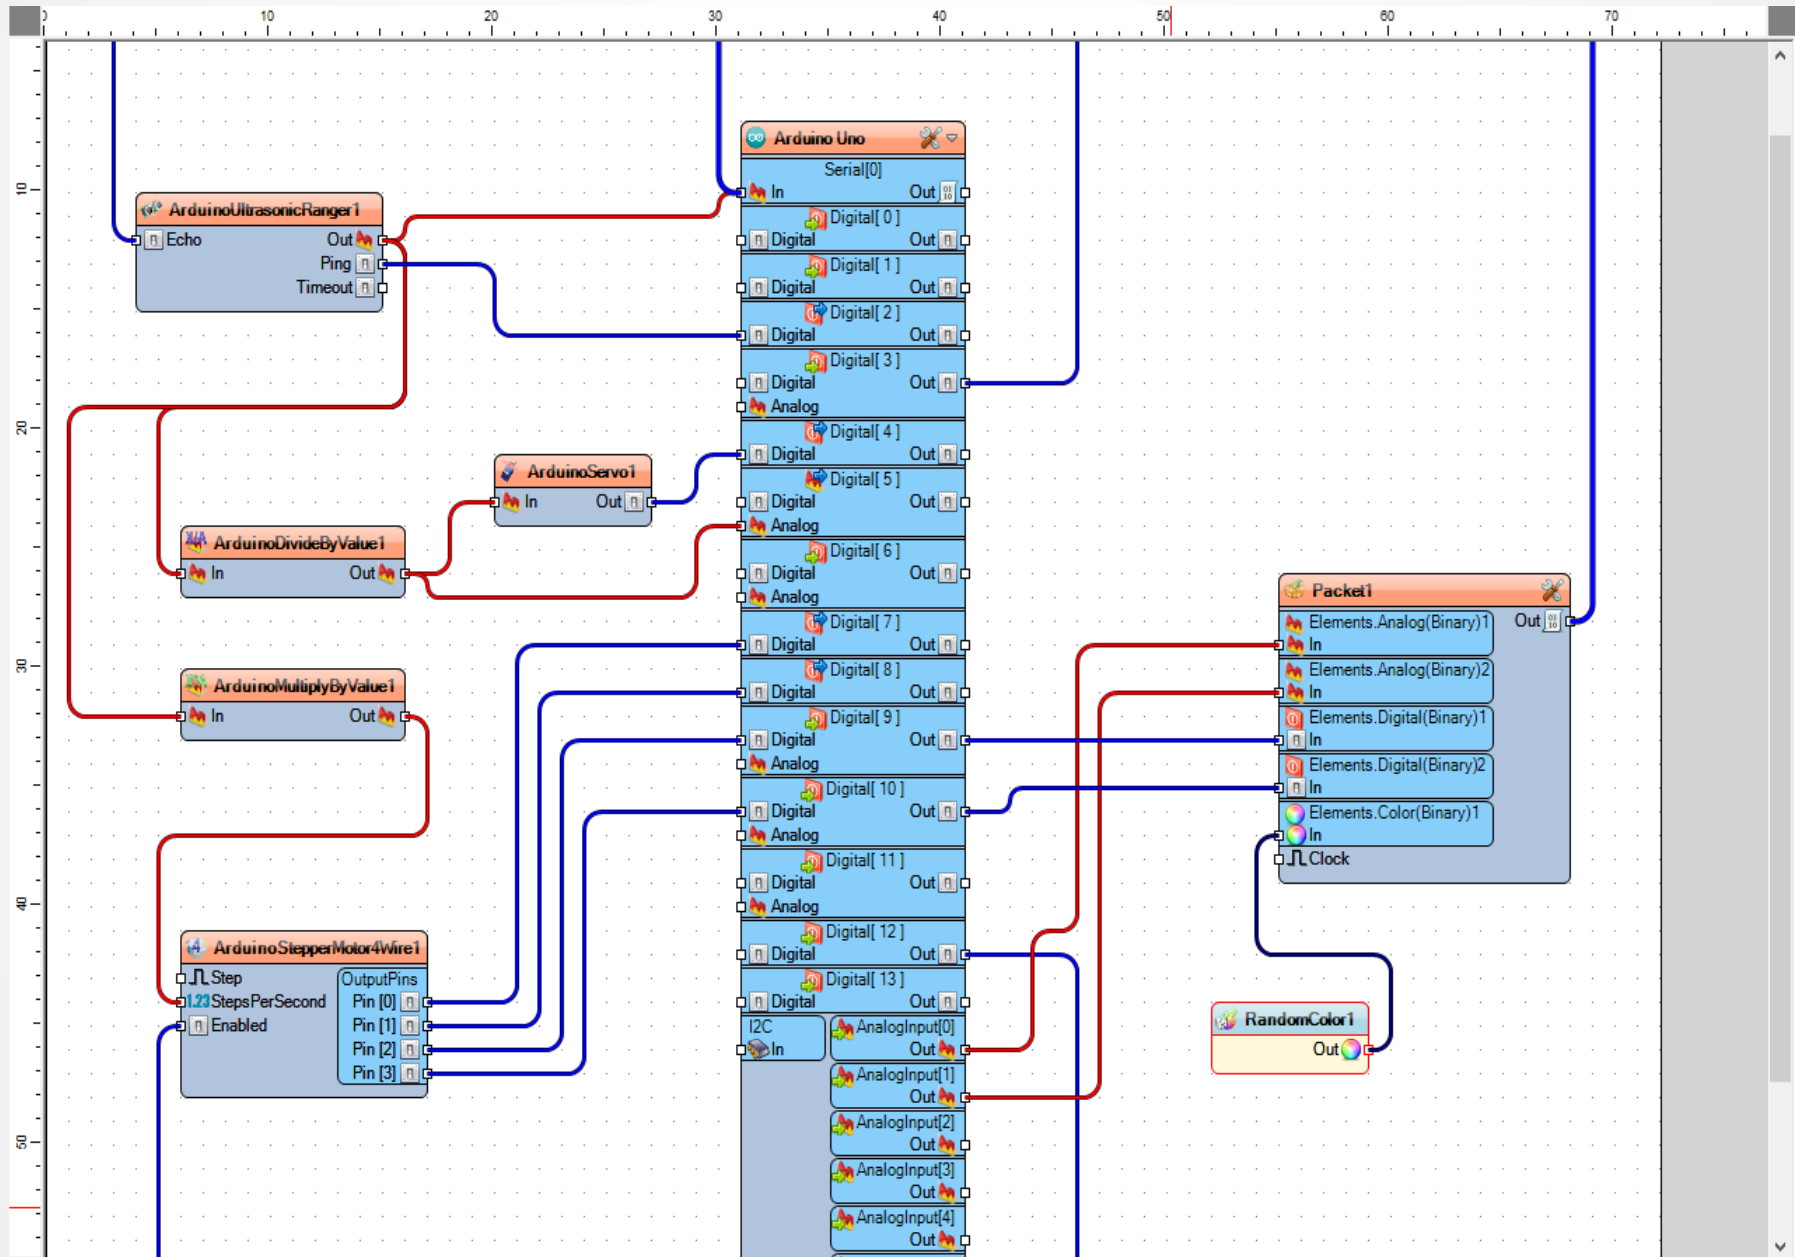 0 10 20 30 40 50 60 70
10
20
30
40
50
ArduinoUltrasonicRanger1
Echo Out
Ping
Timeout
ArduinoServo1
In Out
ArduinoDivideByValue1
In Out
ArduinoMultiplyByValue1
In Out
ArduinoStepperMotor4Wire1
Step OutputPins
1.23 StepsPerSecond Pin [0]
Enabled Pin [1]
Pin [2]
Pin [3]
Arduino Uno
Serial[0]
In Out
Digital[ 0 ]
Digital Out
Digital[ 1 ]
Digital Out
Digital[ 2 ]
Digital Out
Digital[ 3 ]
Digital Out
Analog
Digital[ 4 ]
Digital Out
Digital[ 5 ]
Digital Out
Analog
Digital[ 6 ]
Digital Out
Analog
Digital[ 7 ]
Digital Out
Digital[ 8 ]
Digital Out
Digital[ 9 ]
Digital Out
Analog
Digital[ 10 ]
Digital Out
Analog
Digital[ 11 ]
Digital Out
Analog
Digital[ 12 ]
Digital Out
Digital[ 13 ]
Digital Out
I2C AnalogInput[0]
In Out
AnalogInput[1]
Out
AnalogInput[2]
Out
AnalogInput[3]
Out
AnalogInput[4]
Out
Packet1
Elements.Analog(Binary)1 Out
In
Elements.Analog(Binary)2
In
Elements.Digital(Binary)1
In
Elements.Digital(Binary)2
In
Elements.Color(Binary)1
In
Clock
RandomColor1
Out